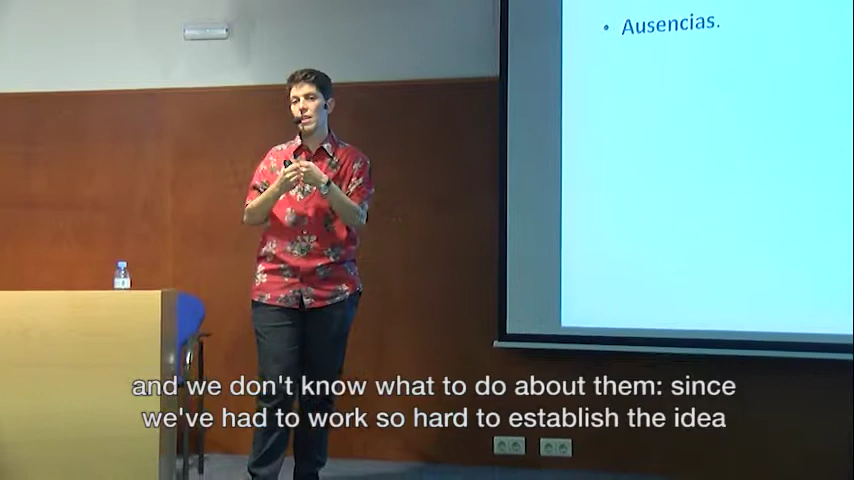 • Ausencias.
and we don't know what to do about them: since
we've had to work so hard to establish the idea